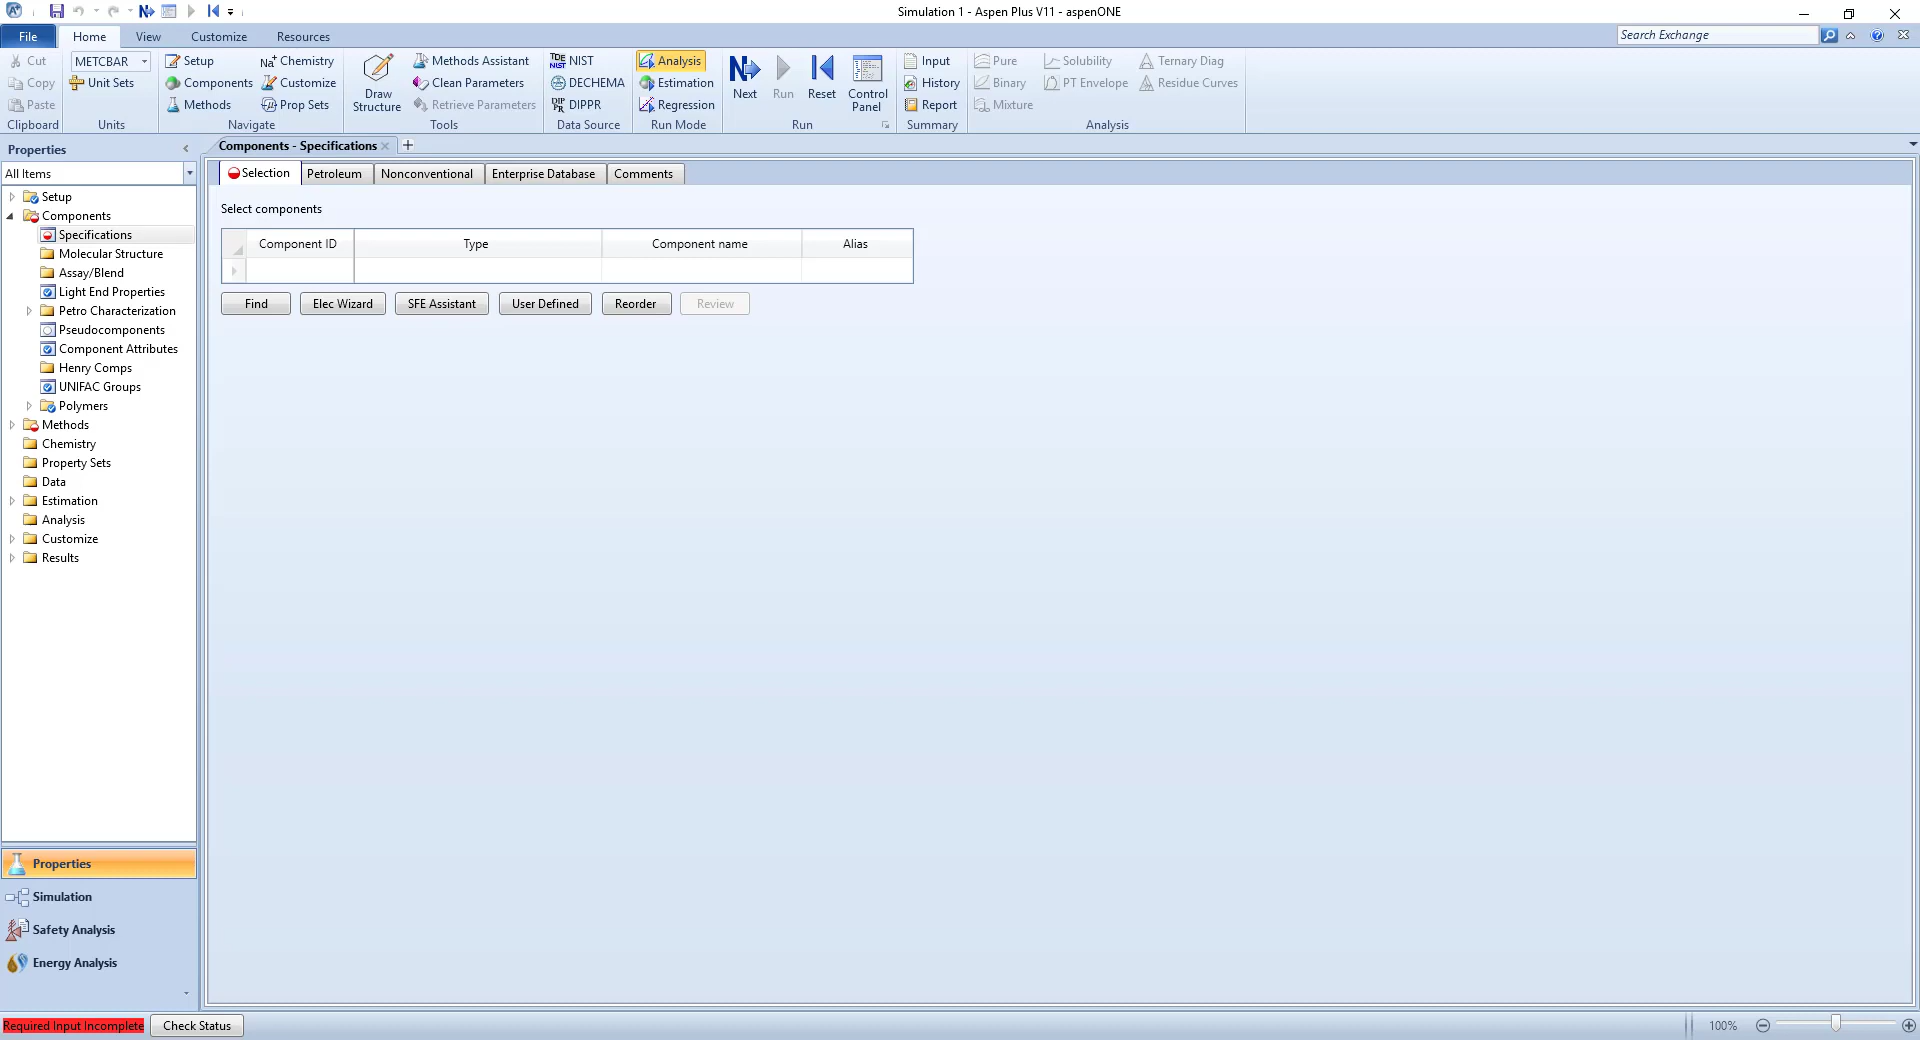 Simulation 1 - Aspen Plus V11 - aspenONE
File Home View Customize Resources Search Exchange
Cut METCBAR Setup Na+ Chemistry Methods Assistant TDE NIST NIST Analysis Input Pure Solubility Ternary Diag
Copy Unit Sets Components Customize Clean Parameters DECHEMA Estimation History Binary PT Envelope Residue Curves
Paste Methods Prop Sets Draw Structure Retrieve Parameters DIPPR Regression Next Run Reset Control Panel Report Mixture
Clipboard Units Navigate Tools Data Source Run Mode Run Summary Analysis
Properties
Components - Specifications
All Items
Selection Petroleum Nonconventional Enterprise Database Comments
Setup
Components
Specifications
Molecular Structure
Assay/Blend
Light End Properties
Petro Characterization
Pseudocomponents
Component Attributes
Henry Comps
UNIFAC Groups
Polymers
Methods
Chemistry
Property Sets
Data
Estimation
Analysis
Customize
Results
Select components
Component ID Type Component name Alias
Find Elec Wizard SFE Assistant User Defined Reorder Review
Properties
Simulation
Safety Analysis
Energy Analysis
Required Input Incomplete Check Status 100%